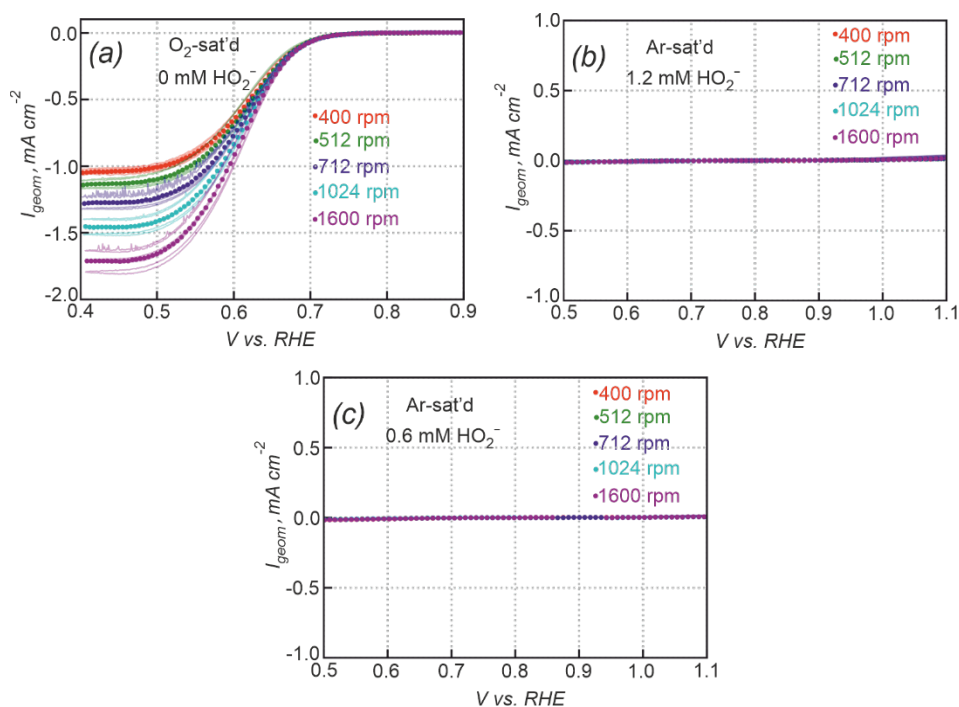 (a)
O₂-sat'd
0 mM HO₂⁻
400 rpm
512 rpm
712 rpm
1024 rpm
1600 rpm
I_geom, mA cm⁻²
0.0
-0.5
-1.0
-1.5
-2.0
0.4 0.5 0.6 0.7 0.8 0.9
V vs. RHE
(b)
Ar-sat'd
1.2 mM HO₂⁻
400 rpm
512 rpm
712 rpm
1024 rpm
1600 rpm
I_geom, mA cm⁻²
1.0
0.5
0.0
-0.5
-1.0
0.5 0.6 0.7 0.8 0.9 1.0 1.1
V vs. RHE
(c)
Ar-sat'd
0.6 mM HO₂⁻
400 rpm
512 rpm
712 rpm
1024 rpm
1600 rpm
I_geom, mA cm⁻²
1.0
0.5
0.0
-0.5
-1.0
0.5 0.6 0.7 0.8 0.9 1.0 1.1
V vs. RHE